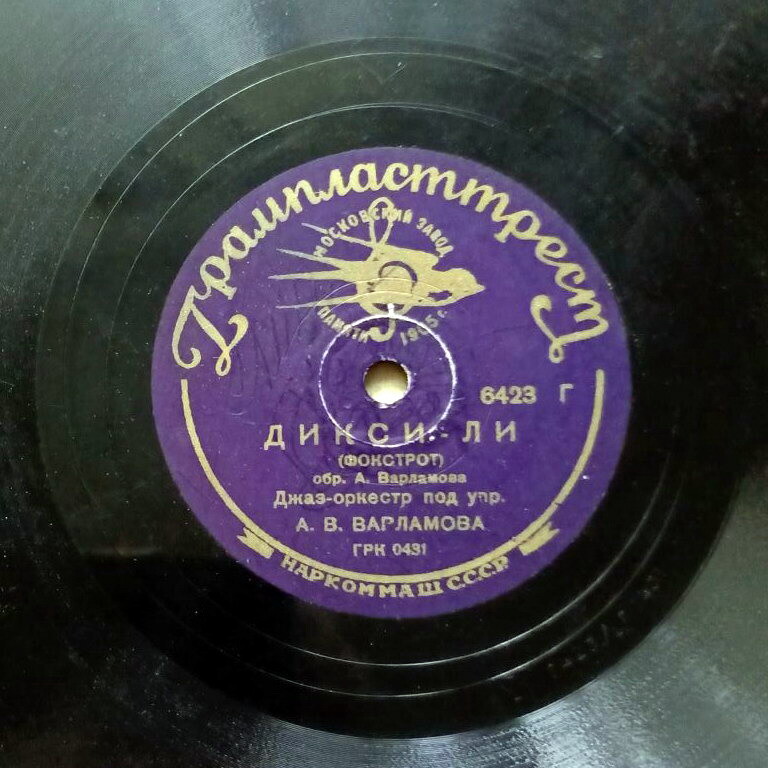 Грампласттрест
МОСКОВСКИЙ ЗАВОД
ПАМЯТИ 1905 г.
6423 Г
ДИКСИ-ЛИ
(ФОКСТРОТ)
обр. А. Варламова
Джаз-оркестр под упр.
А. В. ВАРЛАМОВА
ГРК 0431
НАРКОММАШ СССР